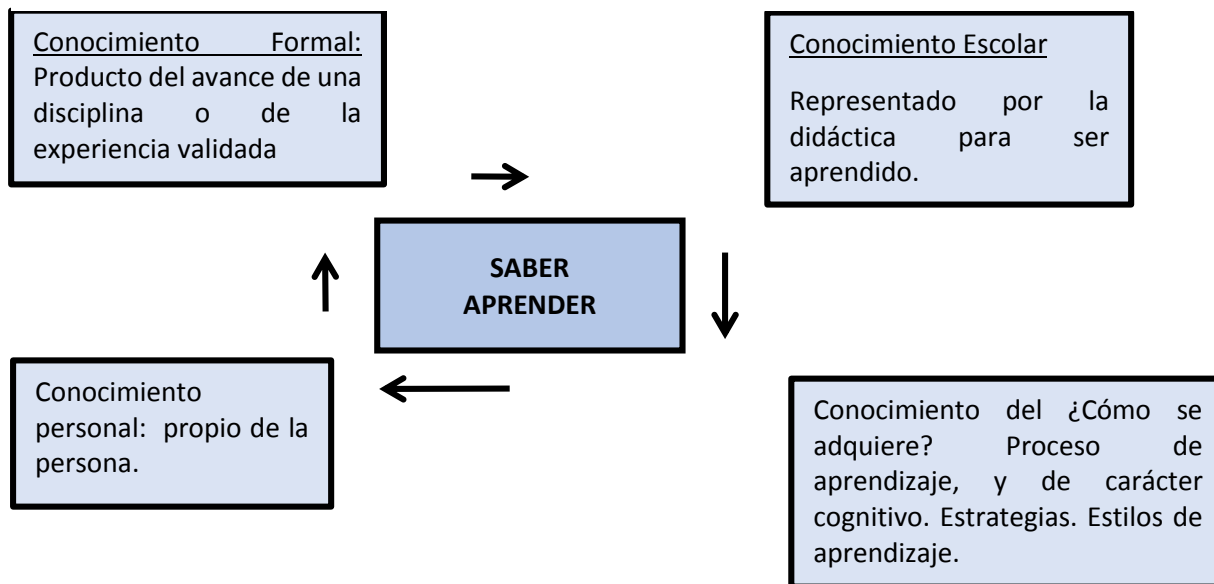 Conocimiento Formal:
Producto del avance de una
disciplina o de la
experiencia validada
Conocimiento Escolar
Representado por la
didáctica para ser
aprendido.
SABER
APRENDER
Conocimiento
personal: propio de la
persona.
Conocimiento del ¿Cómo se
adquiere? Proceso de
aprendizaje, y de carácter
cognitivo. Estrategias. Estilos de
aprendizaje.